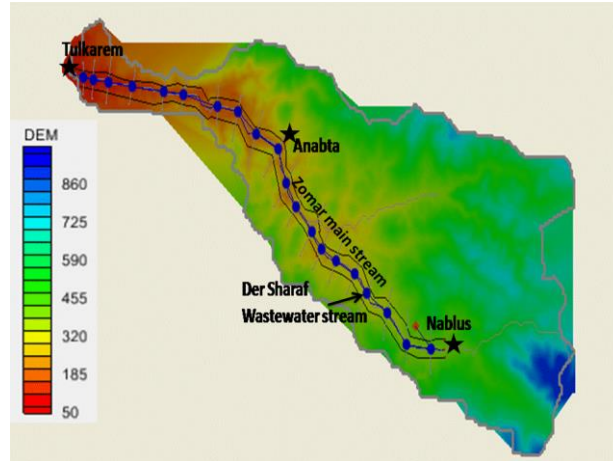 Tulkarem
DEM
860
725
590
455
320
185
50
Anabta
Zomar main stream
Der Sharaf
Wastewater stream
Nablus